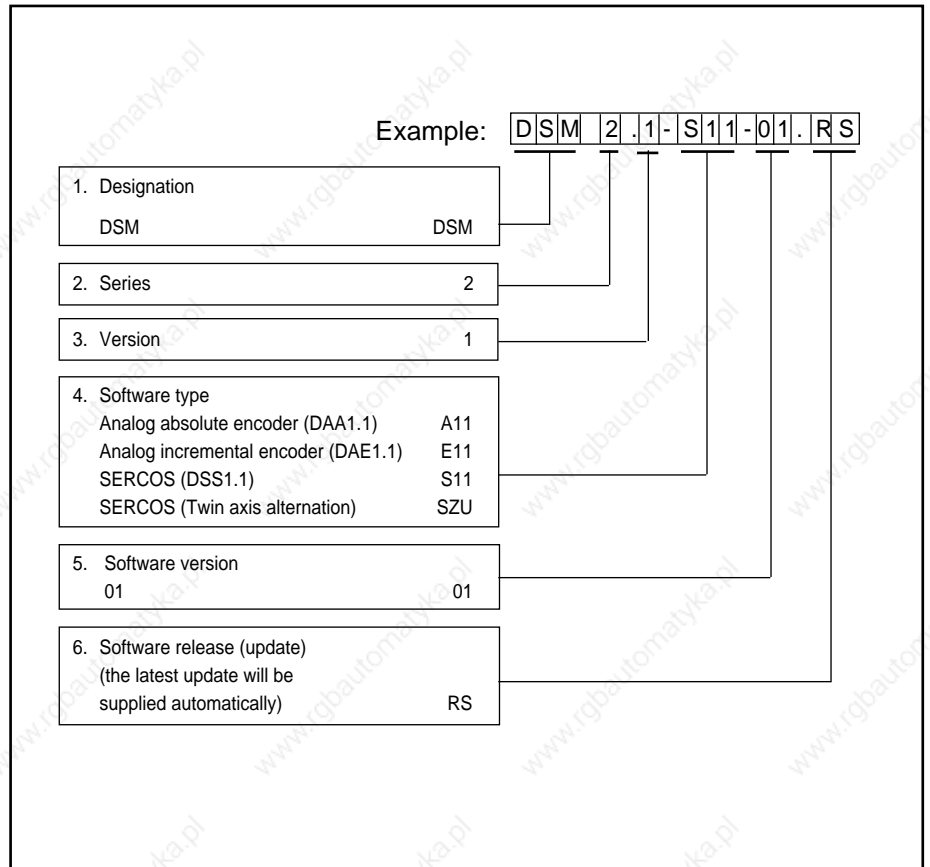 Example: DSM 2.1-S11-01.RS
1. Designation
DSM DSM
2. Series 2
3. Version 1
4. Software type
Analog absolute encoder (DAA1.1) A11
Analog incremental encoder (DAE1.1) E11
SERCOS (DSS1.1) S11
SERCOS (Twin axis alternation) SZU
5. Software version
01 01
6. Software release (update)
(the latest update will be
supplied automatically) RS
www.rgbautomatyka.pl